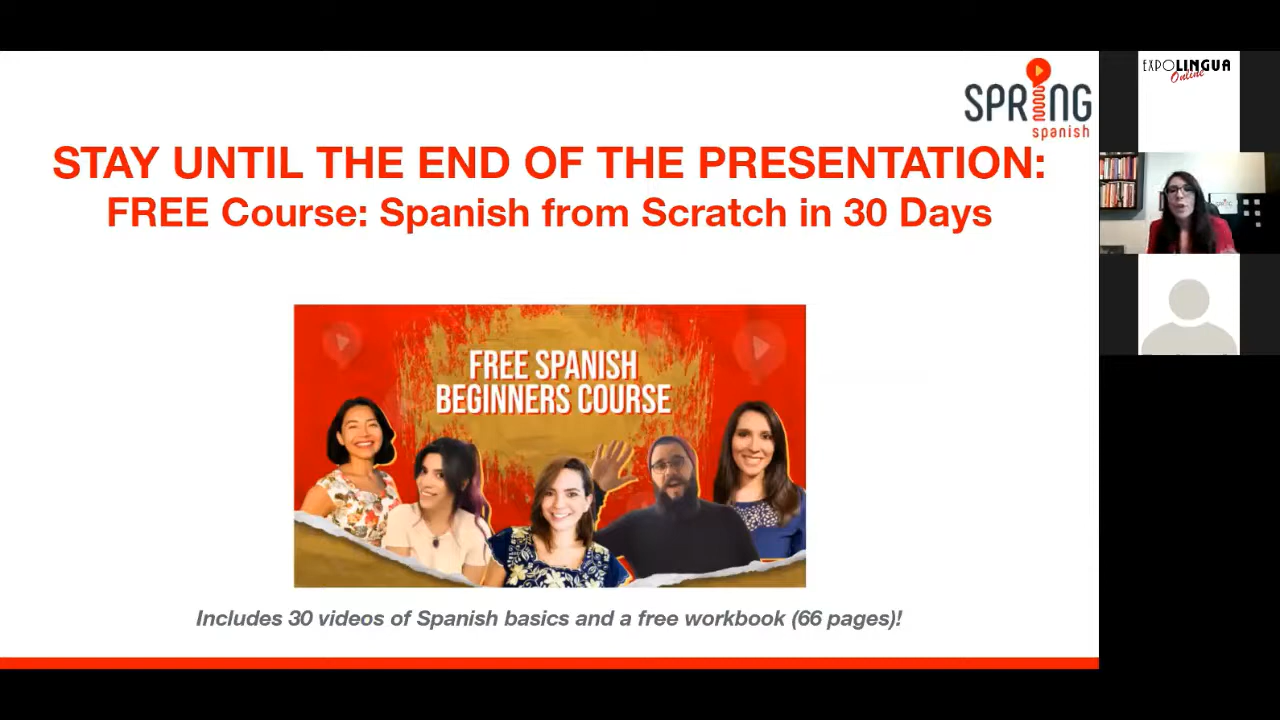 SPRING
spanish
STAY UNTIL THE END OF THE PRESENTATION:
FREE Course: Spanish from Scratch in 30 Days
FREE SPANISH
BEGINNERS COURSE
Includes 30 videos of Spanish basics and a free workbook (66 pages)!
EXPOLINGUA
Online